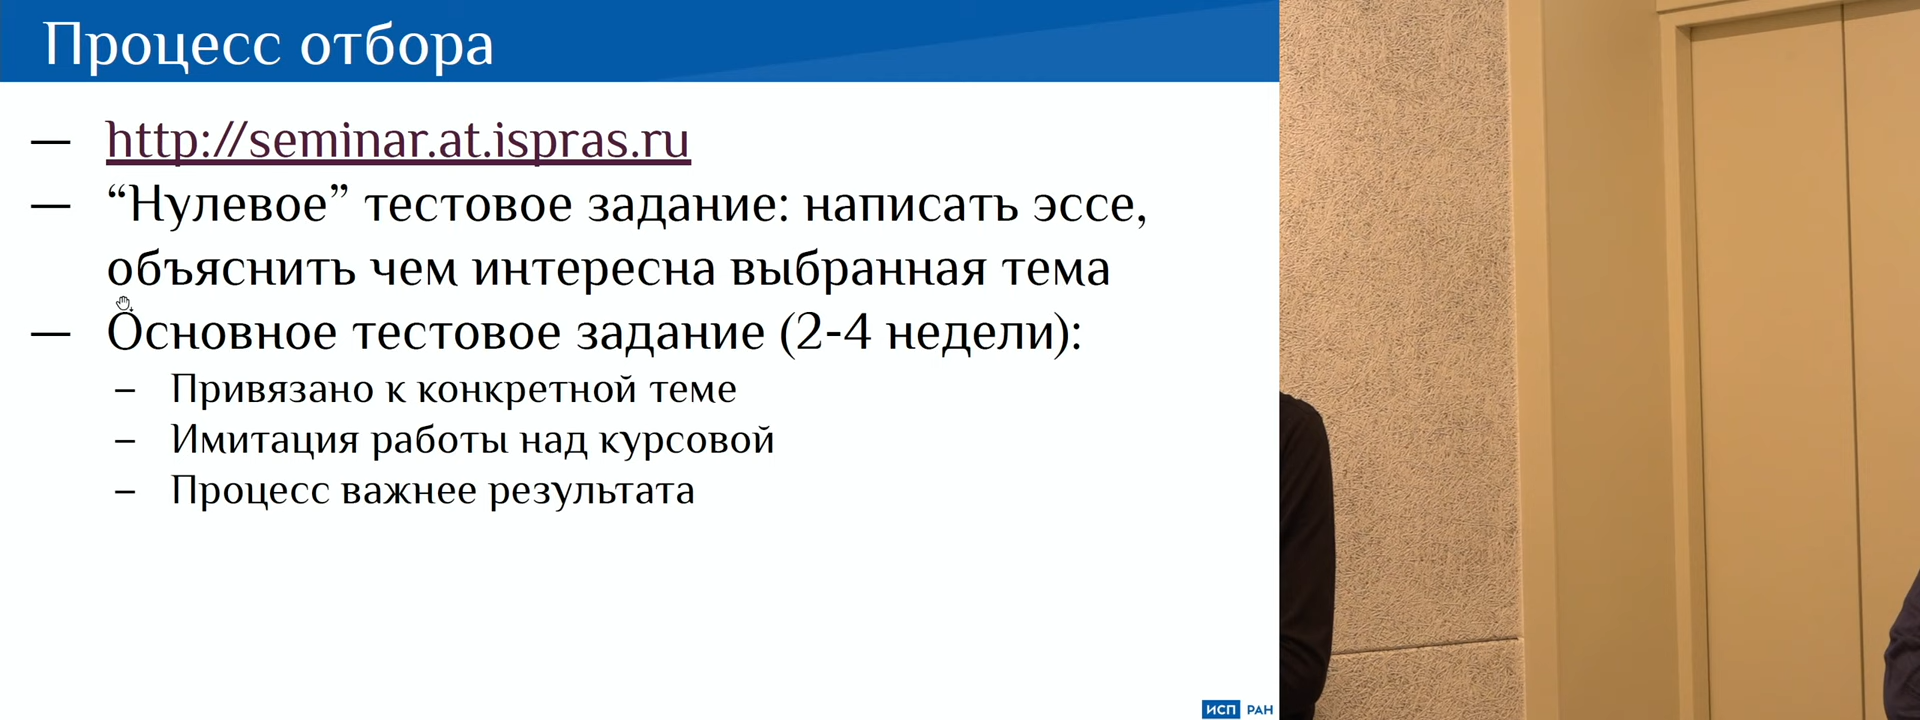 Процесс отбора
— http://seminar.at.ispras.ru
— “Нулевое” тестовое задание: написать эссе,
объяснить чем интересна выбранная тема
— Основное тестовое задание (2-4 недели):
– Привязано к конкретной теме
– Имитация работы над курсовой
– Процесс важнее результата
ИСП РАН